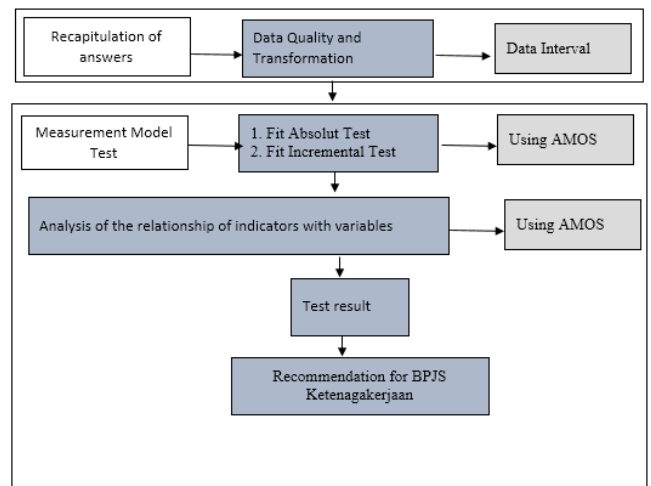 Recapitulation of
answers
Data Quality and
Transformation
Data Interval
Measurement Model
Test
1. Fit Absolut Test
2. Fit Incremental Test
Using AMOS
Analysis of the relationship of indicators with variables
Using AMOS
Test result
Recommendation for BPJS
Ketenagakerjaan